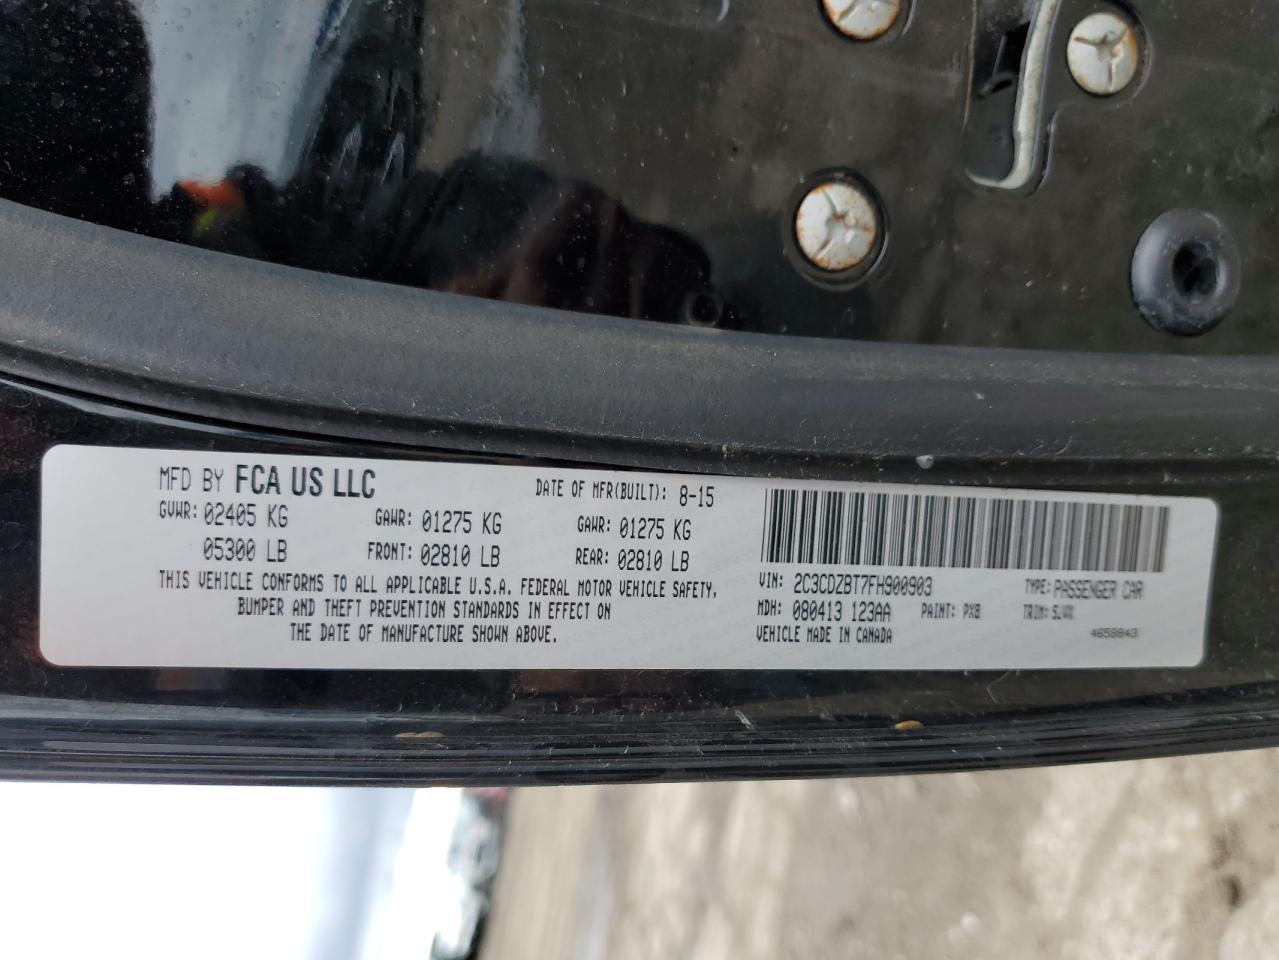 MFD BY FCA US LLC DATE OF MFR(BUILT): 8-15
GVWR: 02405 KG GAWR: 01275 KG GAWR: 01275 KG
05300 LB FRONT: 02810 LB REAR: 02810 LB
THIS VEHICLE CONFORMS TO ALL APPLICABLE U.S.A. FEDERAL MOTOR VEHICLE SAFETY,
BUMPER AND THEFT PREVENTION STANDARDS IN EFFECT ON
THE DATE OF MANUFACTURE SHOWN ABOVE.
VIN: 2C3CDZBT7FH900903 TYPE: PASSENGER CAR
MDH: 080413 123AA PAINT: PX8 TRIM: SLVX
VEHICLE MADE IN CANADA 4658843